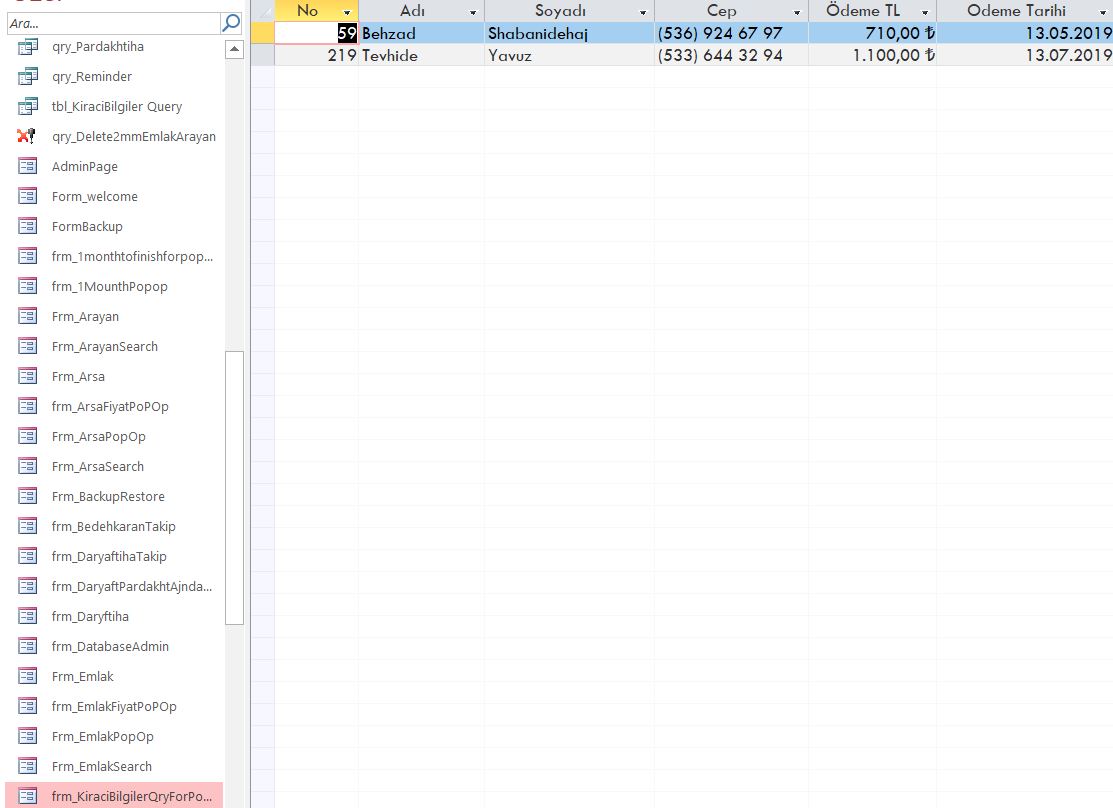 Ara...
qry_Pardakhtiha
qry_Reminder
tbl_KiraciBilgiler Query
qry_Delete2mmEmlakArayan
AdminPage
Form_welcome
FormBackup
frm_1monthtofinishforpop...
frm_1MounthPopop
Frm_Arayan
Frm_ArayanSearch
Frm_Arsa
frm_ArsaFiyatPoPOp
Frm_ArsaPopOp
Frm_ArsaSearch
Frm_BackupRestore
frm_BedehkaranTakip
frm_DaryaftihaTakip
frm_DaryaftPardakhtAjnda...
frm_Daryftiha
frm_DatabaseAdmin
Frm_Emlak
frm_EmlakFiyatPoPOp
Frm_EmlakPopOp
Frm_EmlakSearch
frm_KiraciBilgilerQryForPo...
No Adı Soyadı Cep Ödeme TL Odeme Tarihi
59 Behzad Shabanidehaj (536) 924 67 97 710,00 ₺ 13.05.2019
219 Tevhide Yavuz (533) 644 32 94 1.100,00 ₺ 13.07.2019